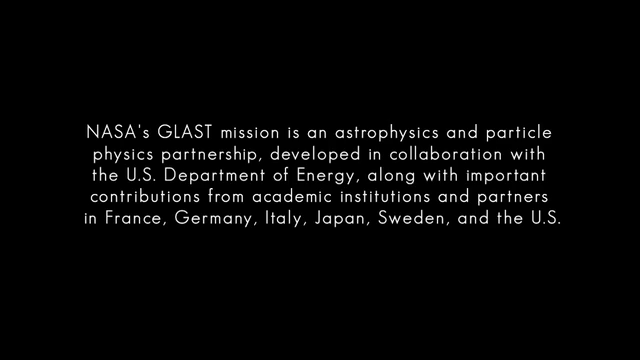 NASA's GLAST mission is an astrophysics and particle
physics partnership, developed in collaboration with
the U.S. Department of Energy, along with important
contributions from academic institutions and partners
in France, Germany, Italy, Japan, Sweden, and the U.S.